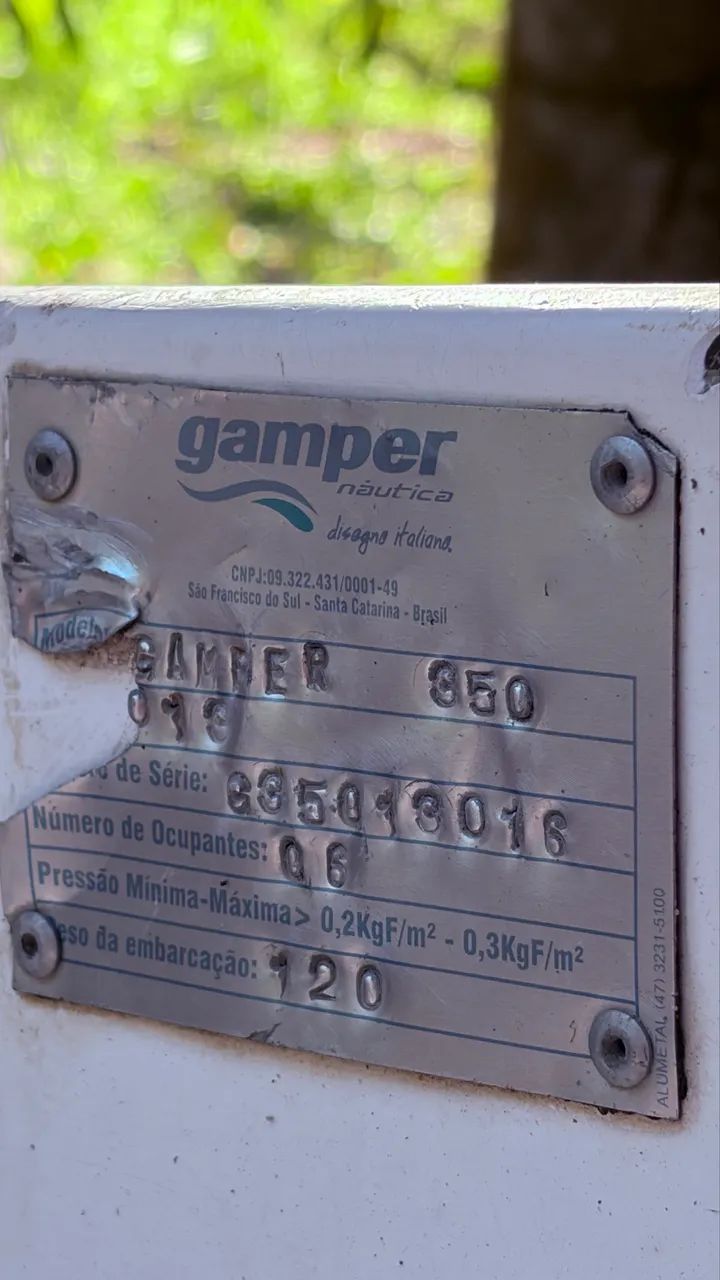 gamper
náutica
disegno italiano.
CNPJ:09.322.431/0001-49
São Francisco do Sul - Santa Catarina - Brasil
Modelo GAMPER 350
013
de Série: G35013016
Número de Ocupantes: 06
Pressão Mínima-Máxima> 0,2KgF/m² - 0,3KgF/m²
eso da embarcação: 120
ALUMETAL (47) 3231-5100